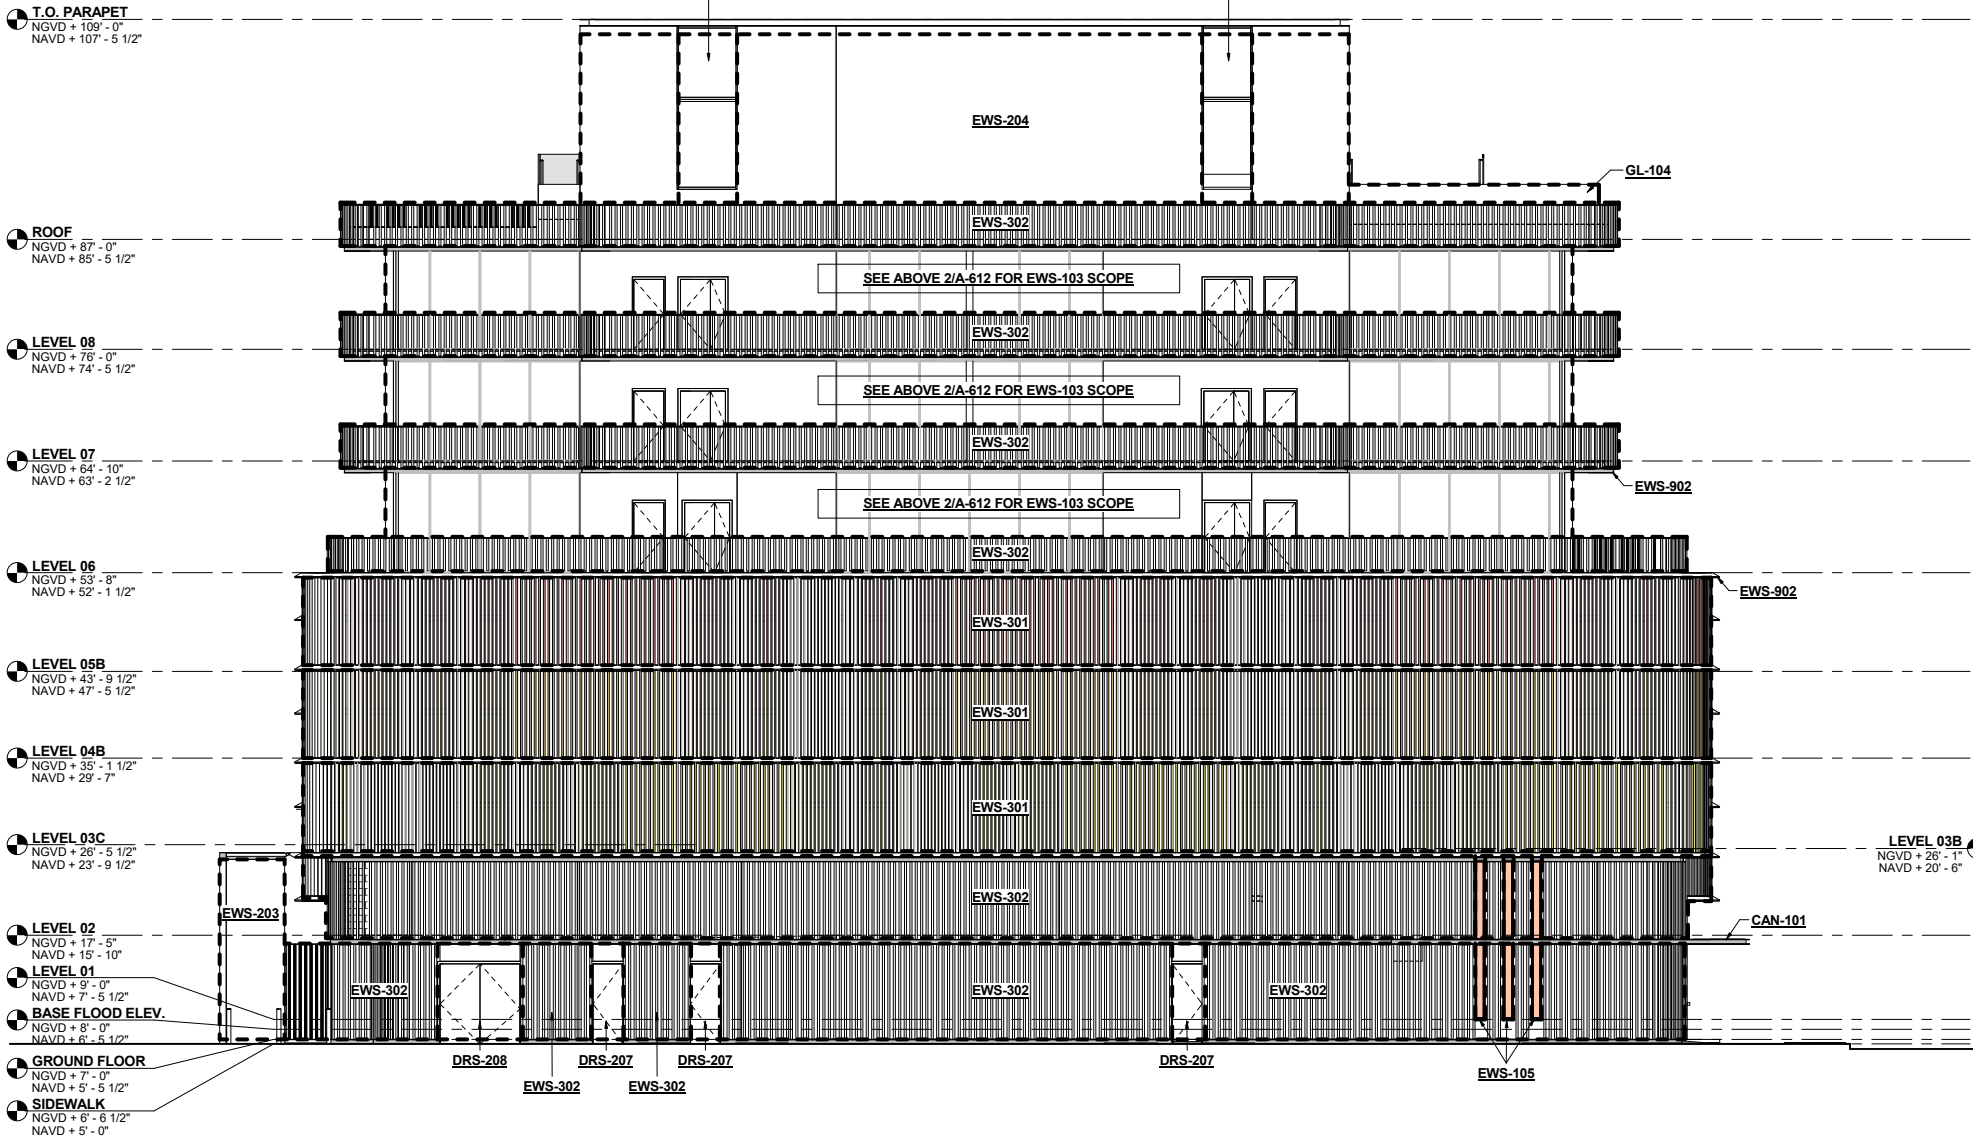 T.O. PARAPET
NGVD + 109' - 0"
NAVD + 107' - 5 1/2"
EWS-204
GL-104
EWS-302
ROOF
NGVD + 87' - 0"
NAVD + 85' - 5 1/2"
SEE ABOVE 2/A-612 FOR EWS-103 SCOPE
EWS-302
LEVEL 08
NGVD + 76' - 0"
NAVD + 74' - 5 1/2"
SEE ABOVE 2/A-612 FOR EWS-103 SCOPE
EWS-302
LEVEL 07
NGVD + 64' - 10"
NAVD + 63' - 2 1/2"
EWS-902
SEE ABOVE 2/A-612 FOR EWS-103 SCOPE
EWS-302
LEVEL 06
NGVD + 53' - 8"
NAVD + 52' - 1 1/2"
EWS-902
EWS-301
LEVEL 05B
NGVD + 43' - 9 1/2"
NAVD + 47' - 5 1/2"
EWS-301
LEVEL 04B
NGVD + 35' - 1 1/2"
NAVD + 29' - 7"
EWS-301
LEVEL 03C
NGVD + 26' - 5 1/2"
NAVD + 23' - 9 1/2"
LEVEL 03B
NGVD + 26' - 1"
NAVD + 20' - 6"
EWS-302
EWS-203
CAN-101
LEVEL 02
NGVD + 17' - 5"
NAVD + 15' - 10"
LEVEL 01
NGVD + 9' - 0"
NAVD + 7' - 5 1/2"
EWS-302
EWS-302
EWS-302
BASE FLOOD ELEV.
NGVD + 8' - 0"
NAVD + 6' - 5 1/2"
GROUND FLOOR
NGVD + 7' - 0"
NAVD + 5' - 5 1/2"
DRS-208
DRS-207
DRS-207
DRS-207
EWS-105
EWS-302
EWS-302
SIDEWALK
NGVD + 6' - 6 1/2"
NAVD + 5' - 0"